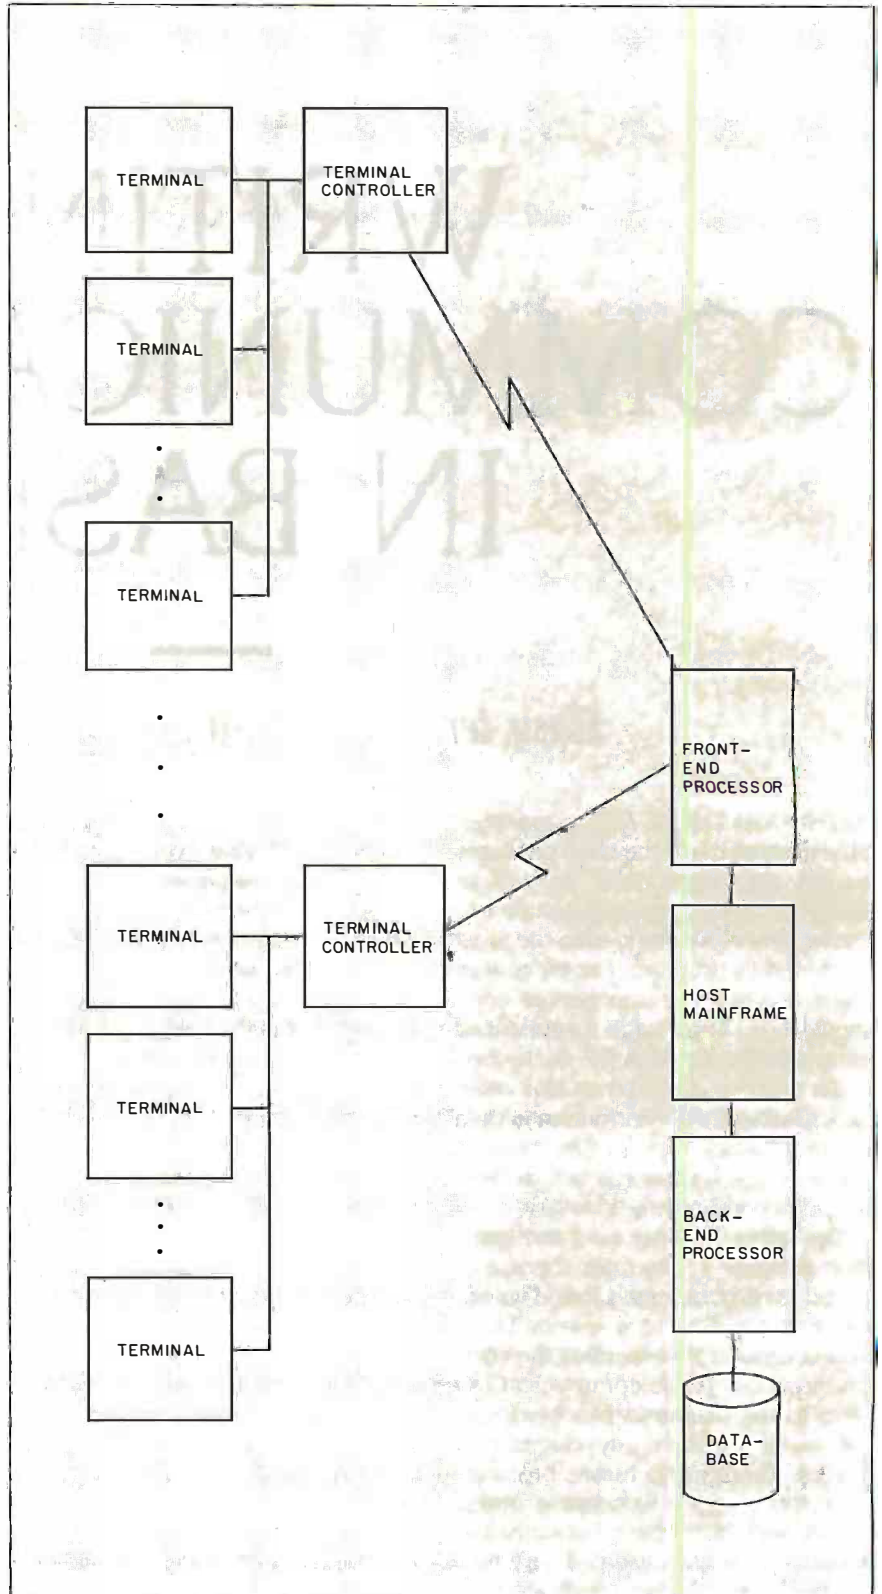 TERMINAL
TERMINAL
CONTROLLER
TERMINAL
TERMINAL
FRONT-
END
PROCESSOR
TERMINAL
TERMINAL
CONTROLLER
HOST
MAINFRAME
TERMINAL
BACK-
END
PROCESSOR
TERMINAL
DATA-
BASE